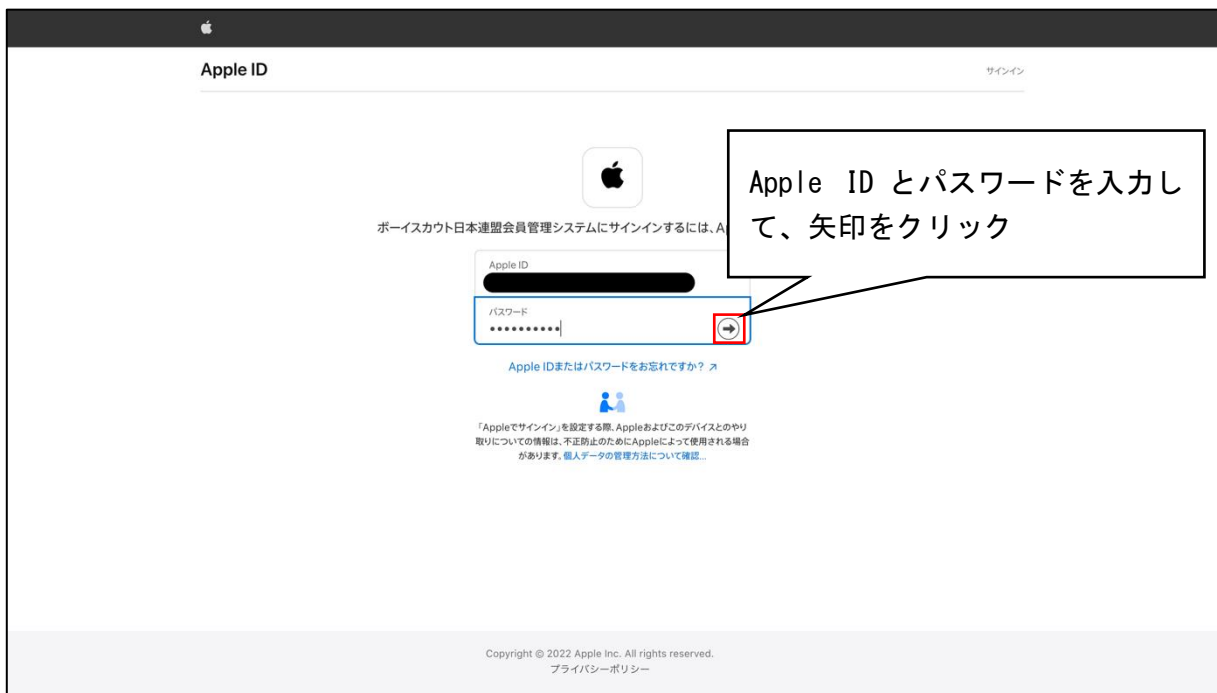 Apple ID
サインイン
Apple ID とパスワードを入力し
て、矢印をクリック
ボーイスカウト日本連盟会員管理システムにサインインするには、
Apple ID
パスワード
Apple IDまたはパスワードをお忘れですか? ↗
「Appleでサインイン」を設定する際、Appleおよびこのデバイスとのやり
取りについての情報は、不正防止のためにAppleによって使用される場合
があります。個人データの管理方法について確認...
Copyright © 2022 Apple Inc. All rights reserved.
プライバシーポリシー